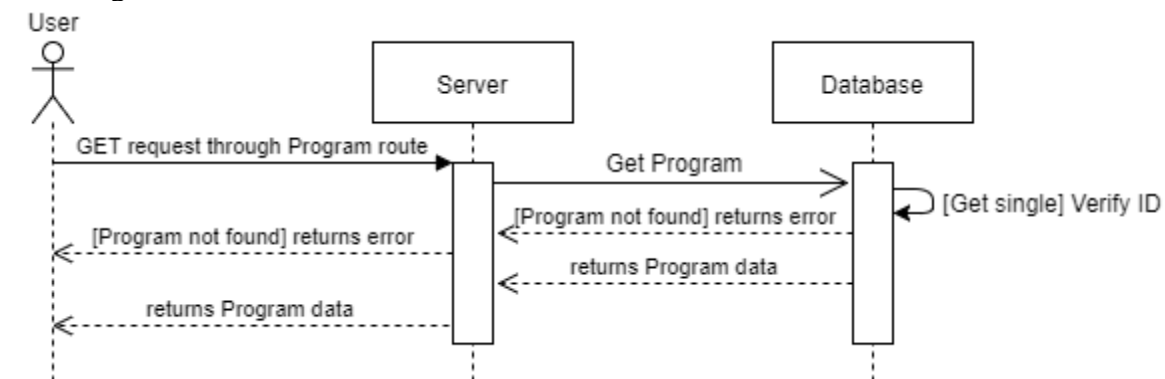 User
Server
Database
GET request through Program route
Get Program
[Get single] Verify ID
[Program not found] returns error
[Program not found] returns error
returns Program data
returns Program data